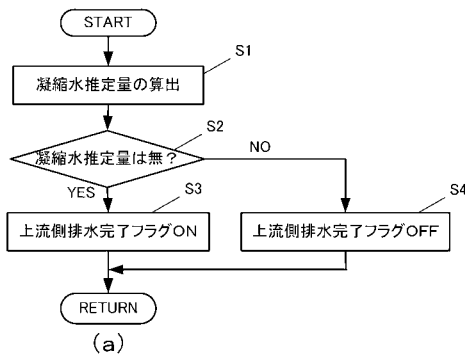 START
S1
凝縮水推定量の算出
S2
凝縮水推定量は無?
NO
YES
S3
S4
上流側排水完了フラグON
上流側排水完了フラグOFF
RETURN
(a)